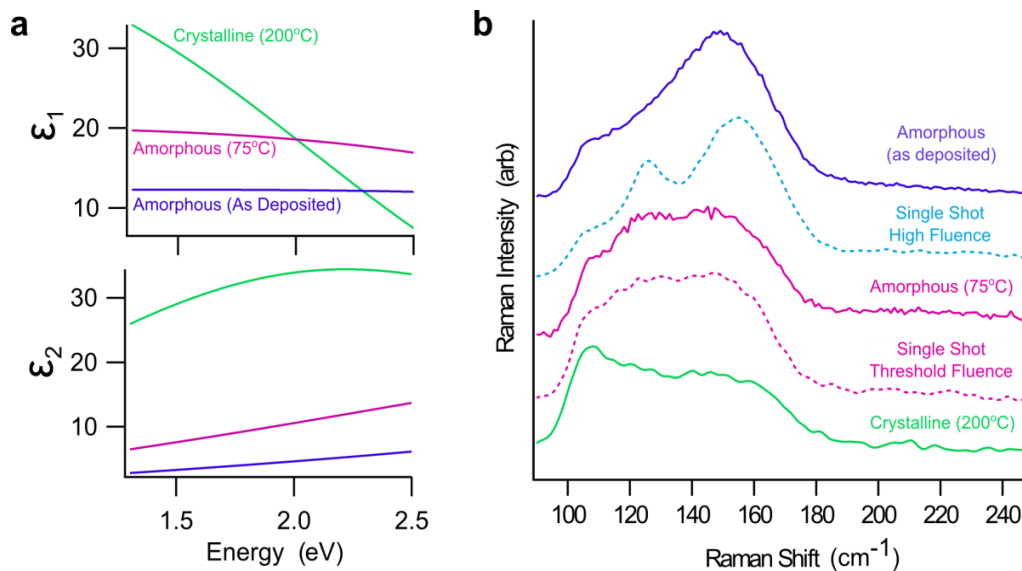 a
Crystalline (200°C)
30
ε1
20
Amorphous (75°C)
Amorphous (As Deposited)
10
30
ε2
20
10
1.5 2.0 2.5
Energy (eV)
b
Raman Intensity (arb)
Amorphous
(as deposited)
Single Shot
High Fluence
Amorphous (75°C)
Single Shot
Threshold Fluence
Crystalline (200°C)
100 120 140 160 180 200 220 240
Raman Shift (cm-1)